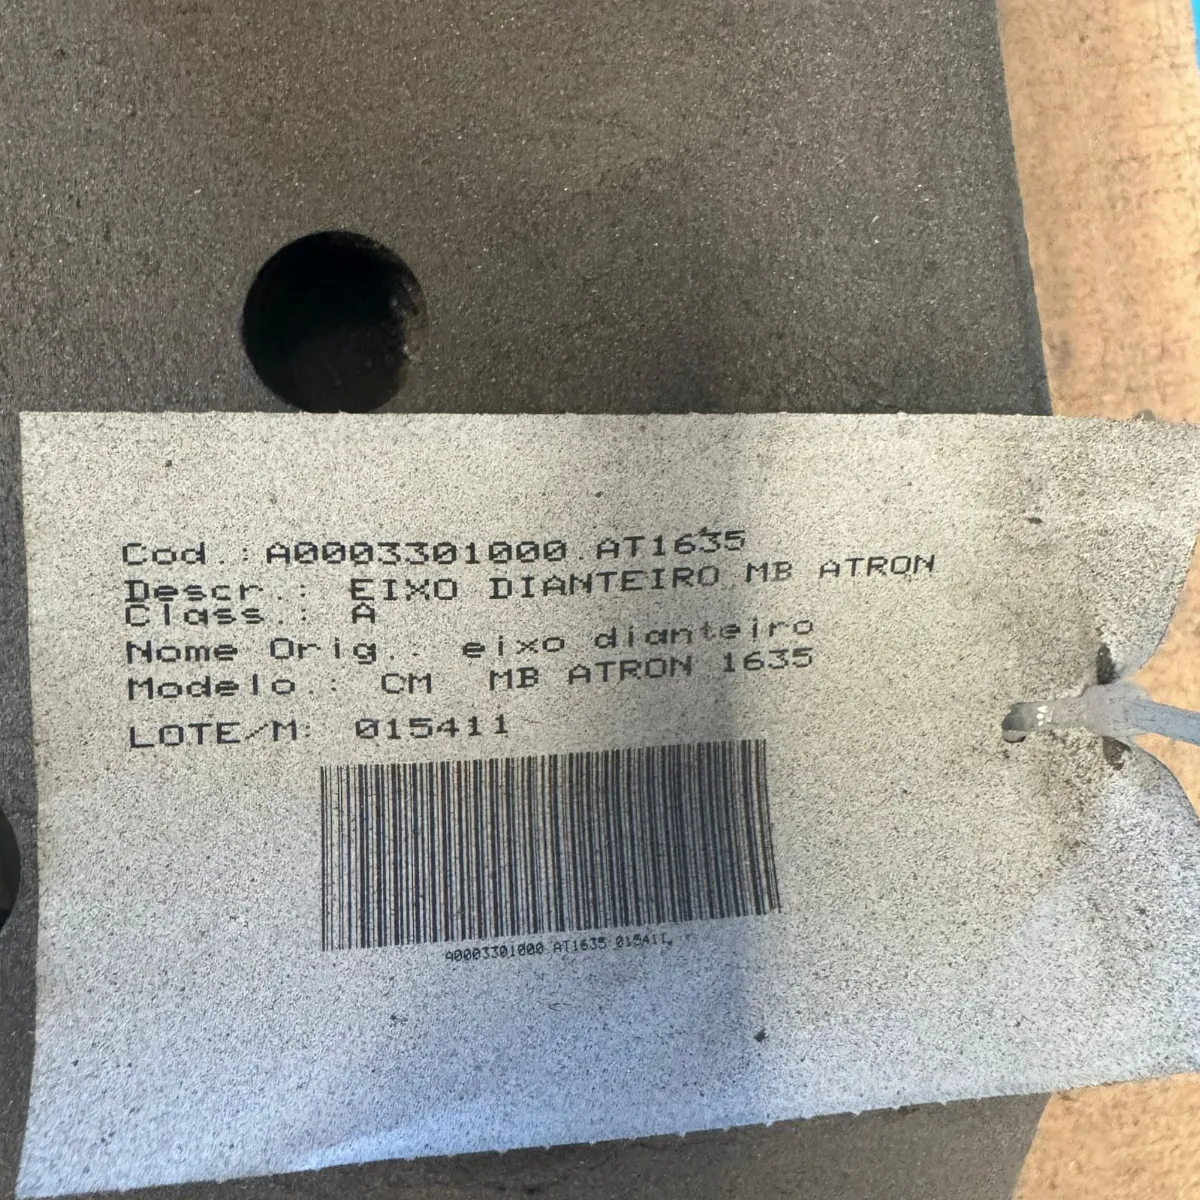 Cod.: A0003301000.AT1635
Descr.: EIXO DIANTEIRO MB ATRON
Class.: A
Nome Orig.: eixo dianteiro
Modelo.: CM MB ATRON 1635
LOTE/M: 015411
A0003301000.AT1635 015411